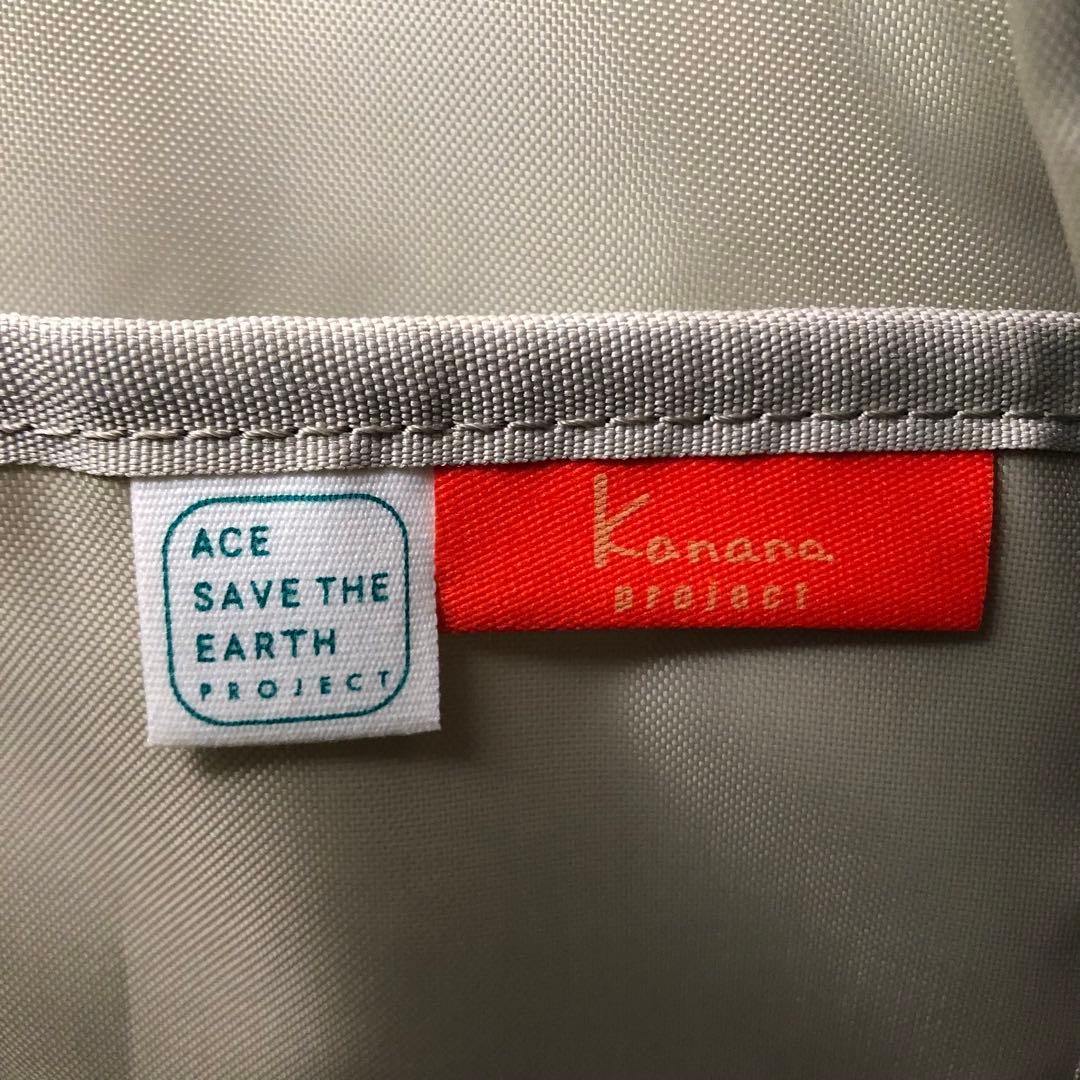 ACE
SAVE THE
EARTH
PROJECT
Kanana
project